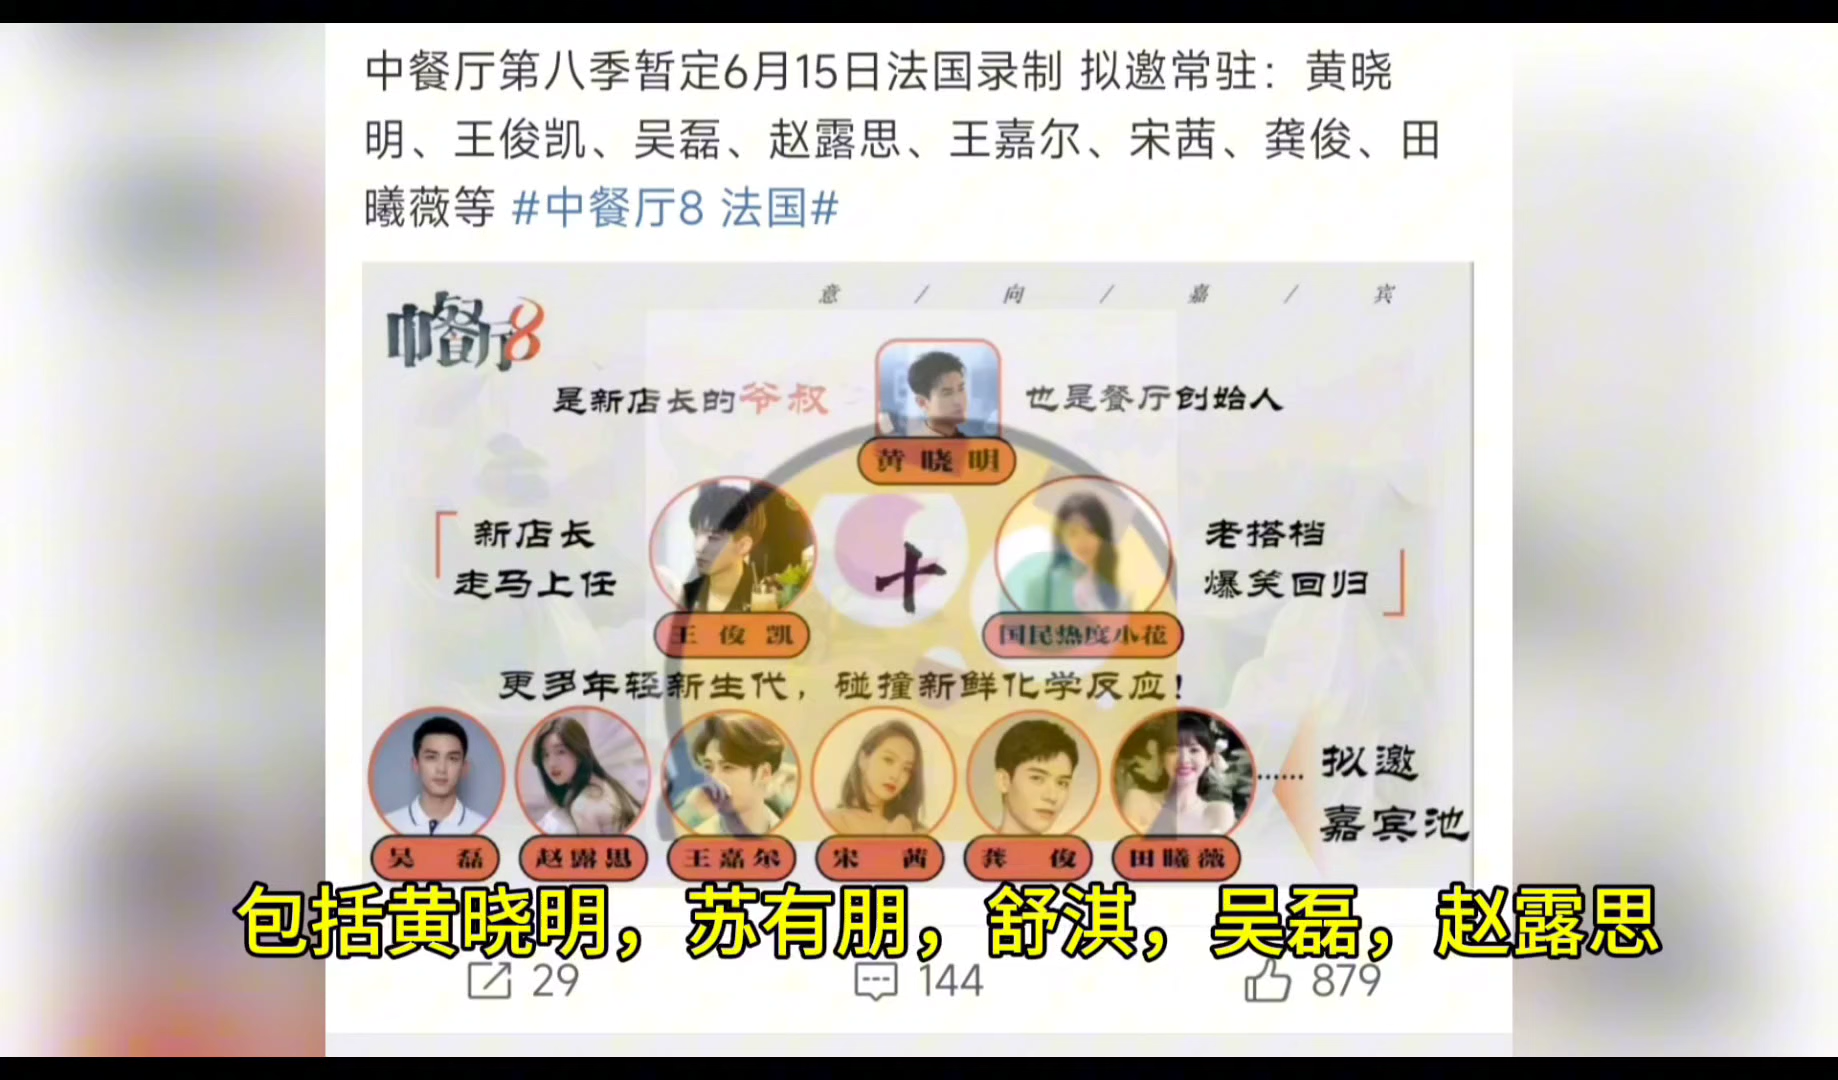 中餐厅第八季暂定6月15日法国录制 拟邀常驻：黄晓
明、王俊凯、吴磊、赵露思、王嘉尔、宋茜、龚俊、田
曦薇等 #中餐厅8 法国#
意/向/嘉/宾
中餐厅8
是新店长的爷叔
也是餐厅创始人
黄晓明
新店长
走马上任
+
老搭档
爆笑回归
王俊凯
国民热度小花
更多年轻新生代，碰撞新鲜化学反应！
……
拟邀
嘉宾池
吴磊
赵露思
王嘉尔
宋茜
龚俊
田曦薇
包括黄晓明，苏有朋，舒淇，吴磊，赵露思
29
144
879